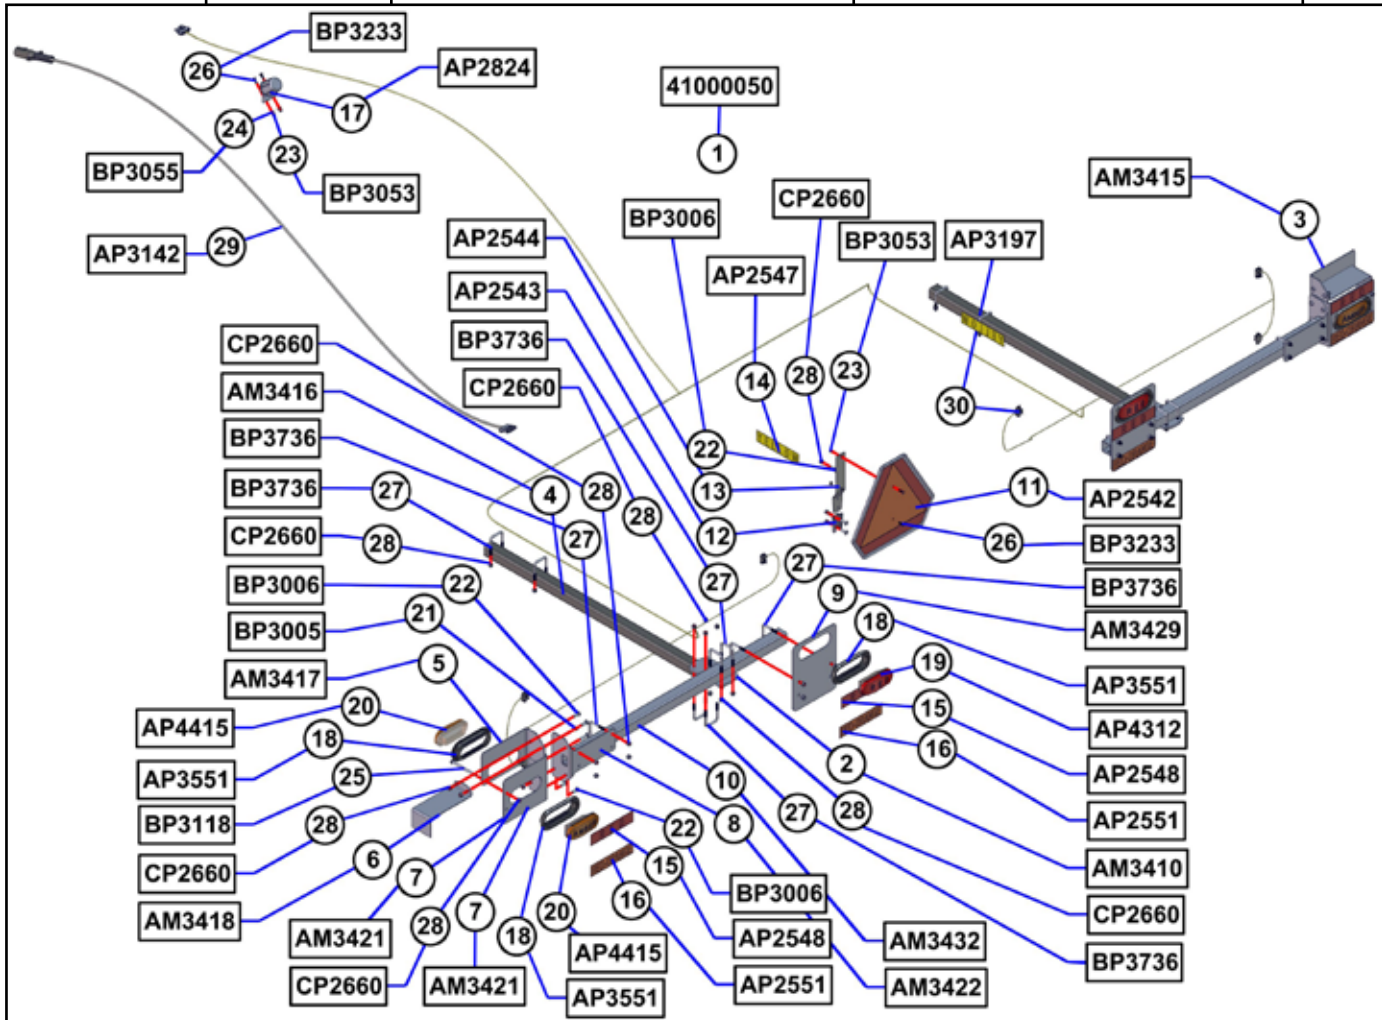 BP3233
26
AP2824
17
24
23
BP3055
BP3053
AP3142
29
41000050
1
AM3415
3
CP2660
BP3006
BP3053
AP3197
AP2544
AP2547
AP2543
BP3736
CP2660
CP2660
AM3416
BP3736
BP3736
CP2660
BP3006
BP3005
AM3417
14
28
23
30
22
13
12
11
AP2542
26
BP3233
27
4
28
28
28
27
27
27
BP3736
22
21
5
9
AM3429
18
AP3551
19
AP4312
15
AP2548
16
AP2551
AP4415
20
AP3551
18
BP3118
25
CP2660
28
AM3418
6
7
AM3421
28
CP2660
7
AM3421
18
AP3551
20
AP4415
16
AP2551
15
AP2548
22
BP3006
8
10
2
27
28
AM3410
CP2660
BP3736
AM3432
AM3422